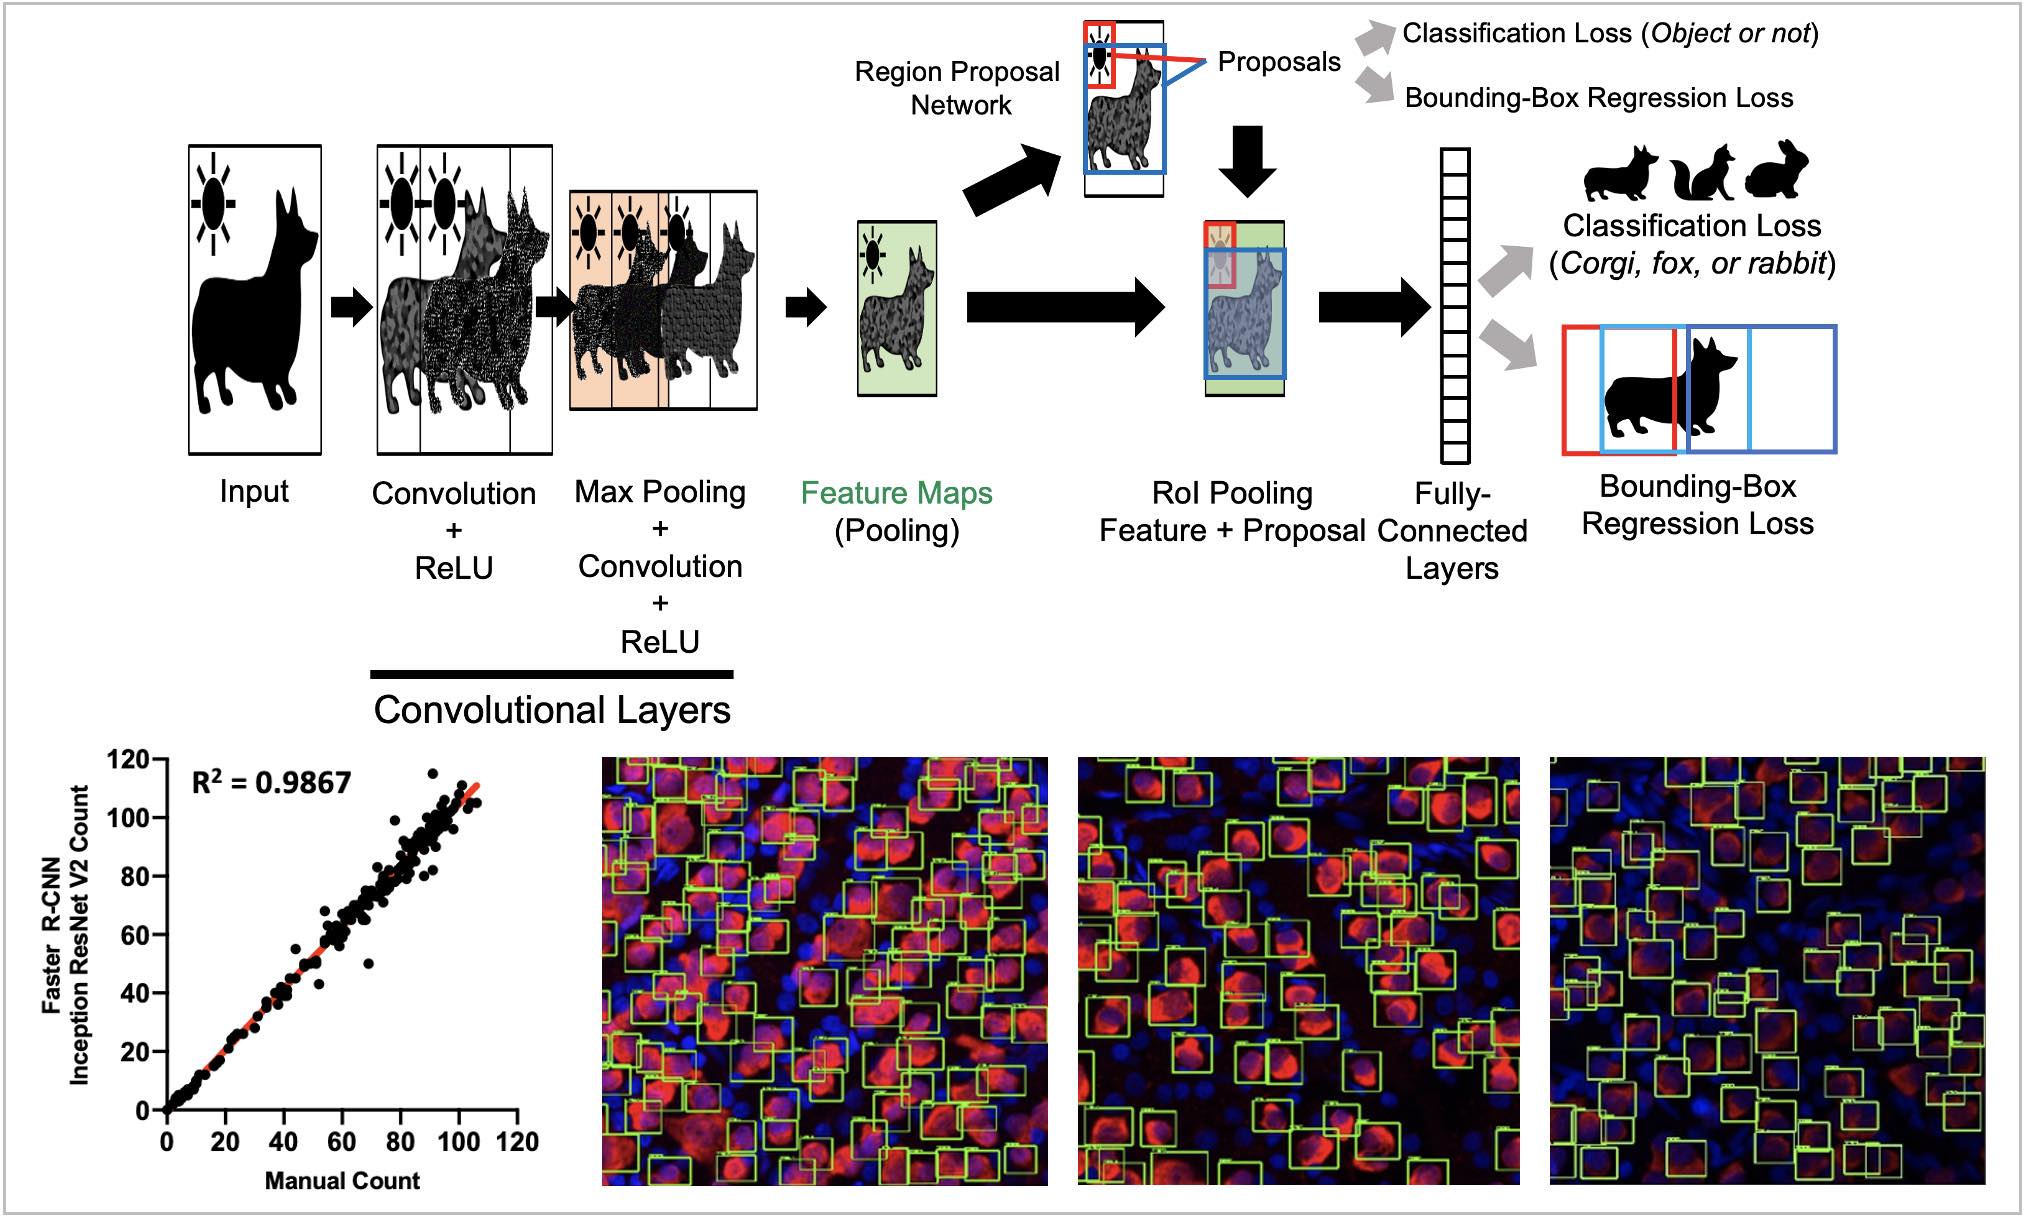 Region Proposal
Network
Proposals
Classification Loss (Object or not)
Bounding-Box Regression Loss
Classification Loss
(Corgi, fox, or rabbit)
Input
Convolution
+
ReLU
Max Pooling
+
Convolution
+
ReLU
Feature Maps
(Pooling)
RoI Pooling
Feature + Proposal
Fully-
Connected
Layers
Bounding-Box
Regression Loss
Convolutional Layers
R² = 0.9867
Faster R-CNN
Inception ResNet V2 Count
120
100
80
60
40
20
0
0 20 40 60 80 100 120
Manual Count